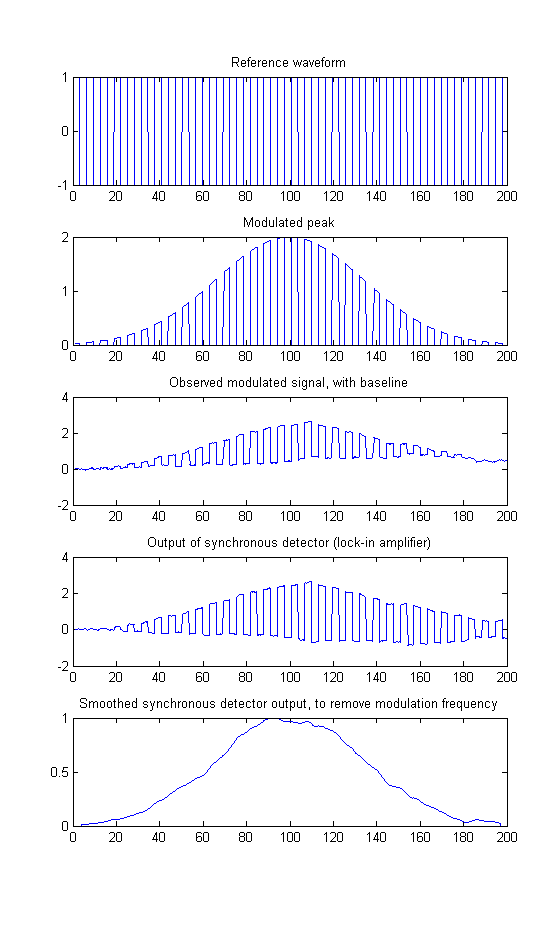 Reference waveform
1
0
-1
0 20 40 60 80 100 120 140 160 180 200
Modulated peak
2
1
0
0 20 40 60 80 100 120 140 160 180 200
Observed modulated signal, with baseline
4
2
0
-2
0 20 40 60 80 100 120 140 160 180 200
Output of synchronous detector (lock-in amplifier)
4
2
0
-2
0 20 40 60 80 100 120 140 160 180 200
Smoothed synchronous detector output, to remove modulation frequency
1
0.5
0
0 20 40 60 80 100 120 140 160 180 200